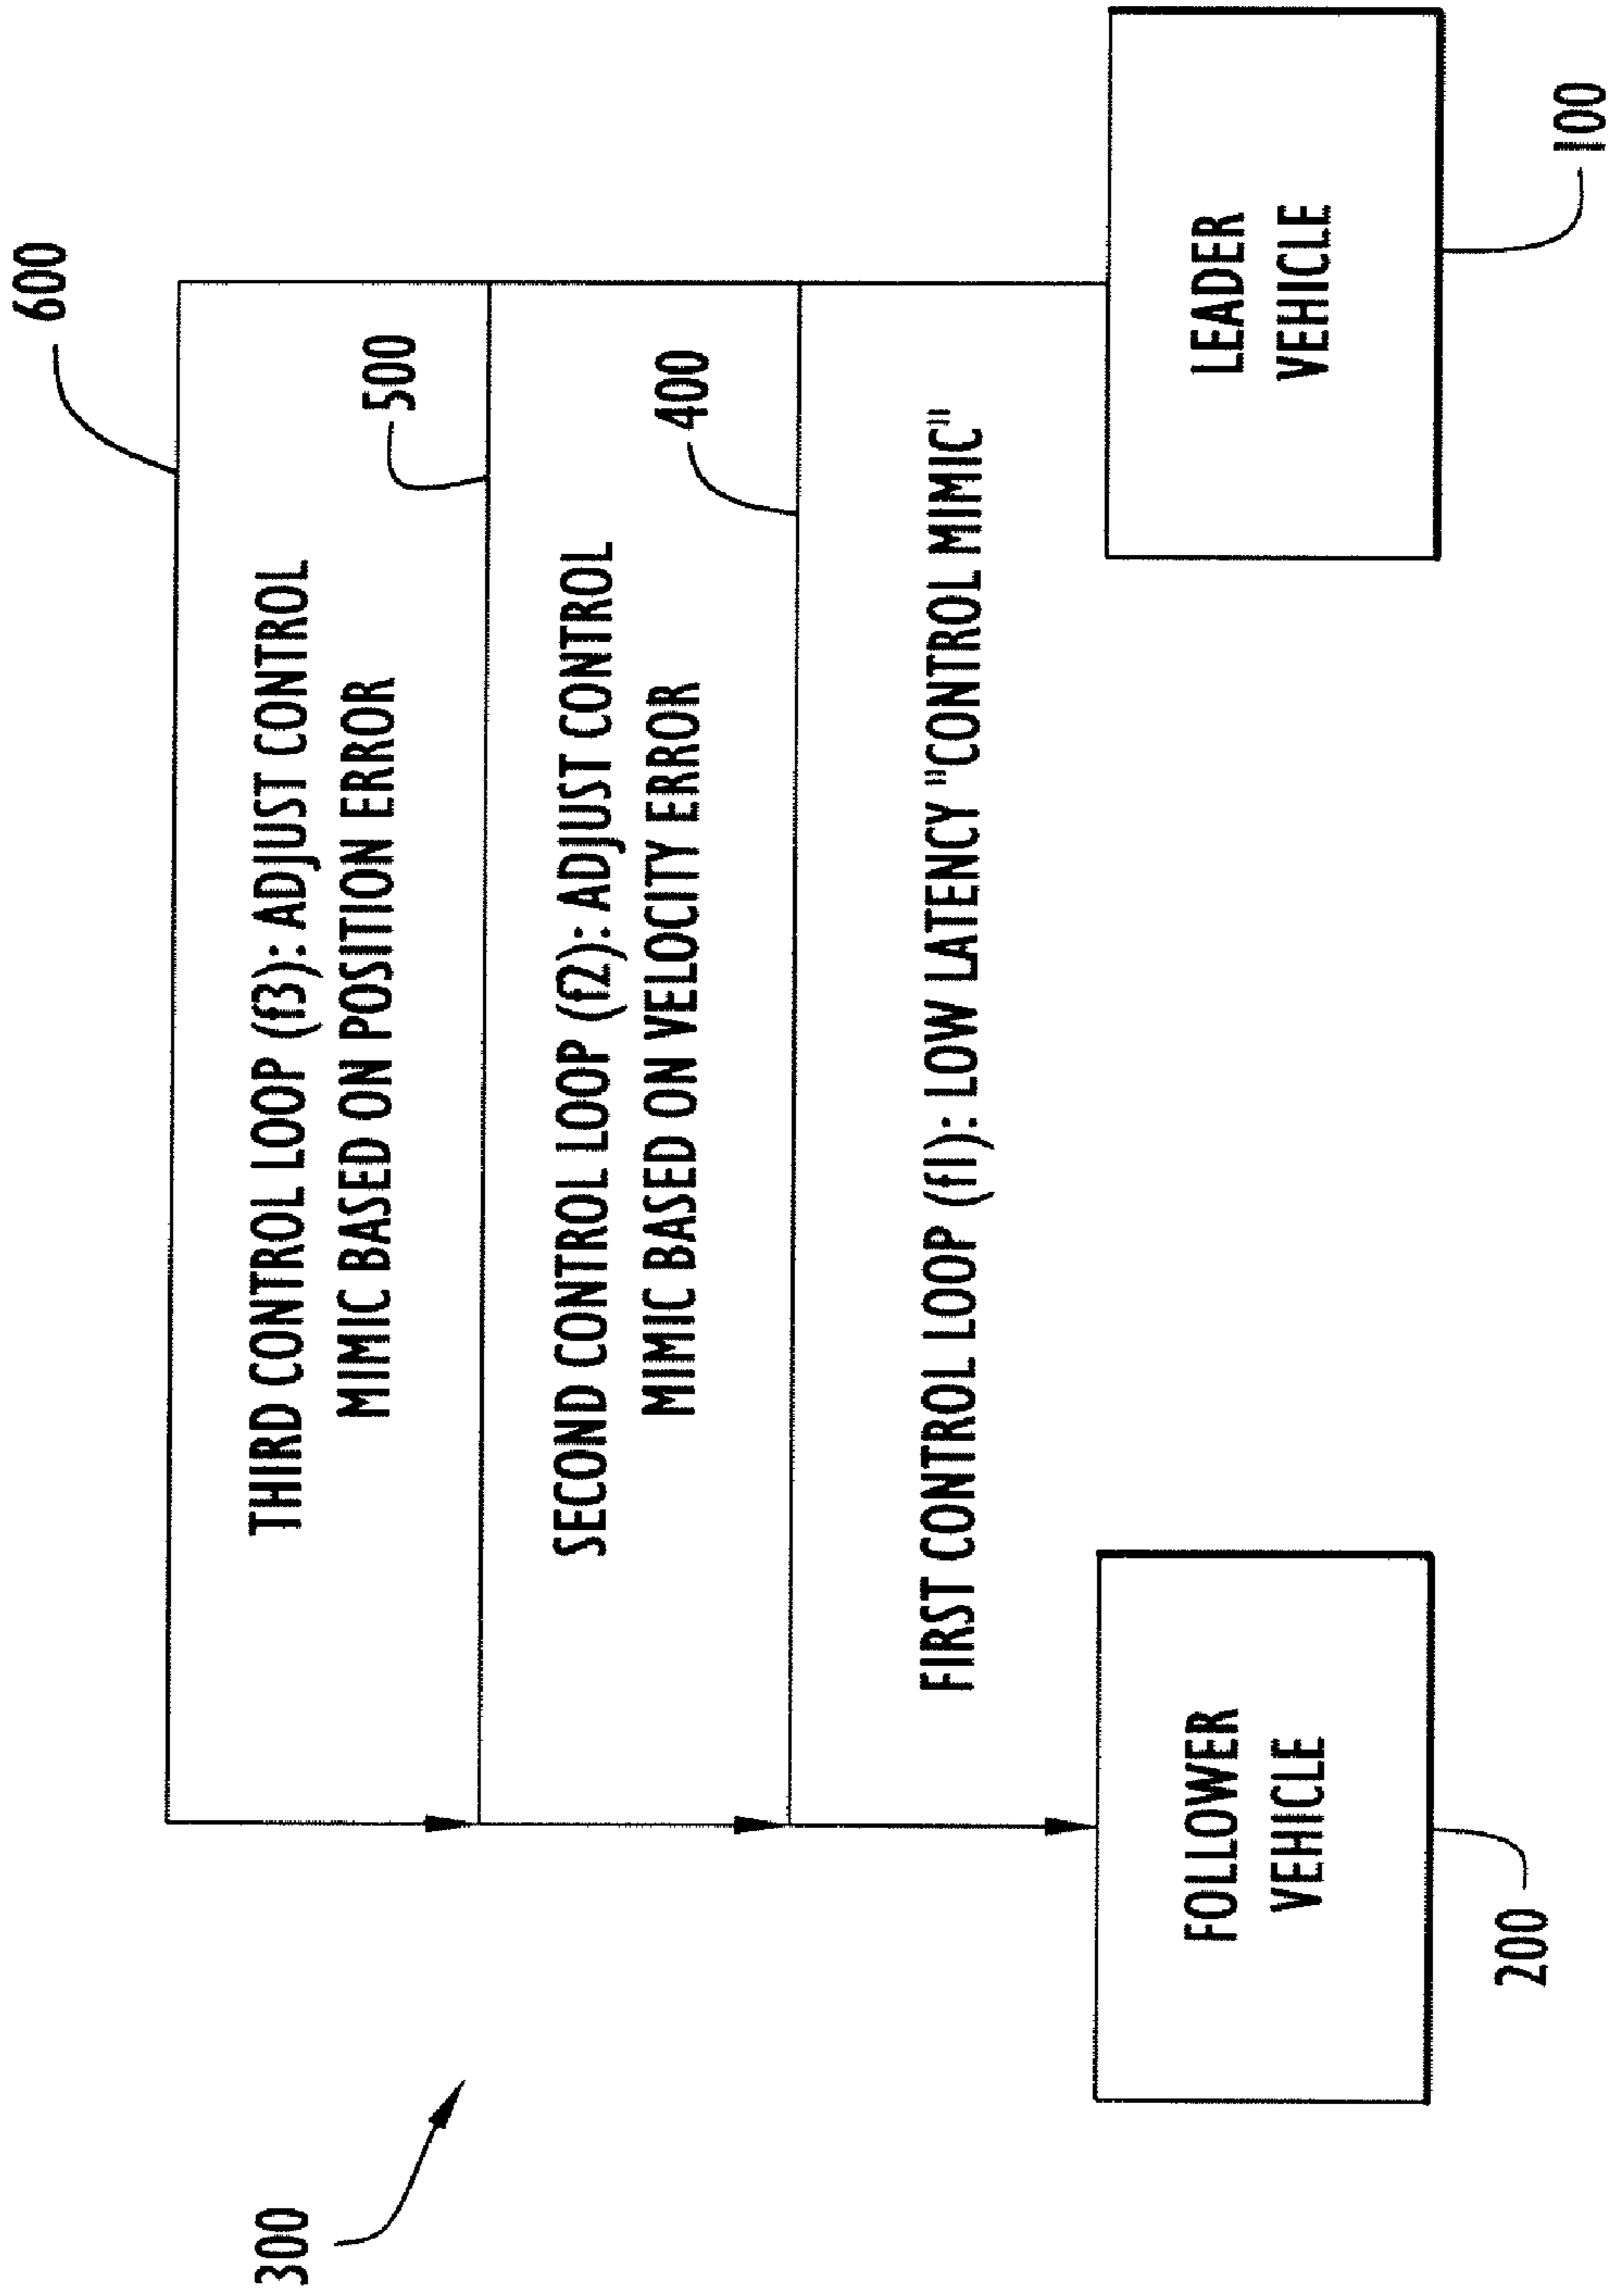 600
THIRD CONTROL LOOP (f3): ADJUST CONTROL
MIMIC BASED ON POSITION ERROR
500
SECOND CONTROL LOOP (f2): ADJUST CONTROL
MIMIC BASED ON VELOCITY ERROR
400
FIRST CONTROL LOOP (f1): LOW LATENCY "CONTROL MIMIC"
300
FOLLOWER
VEHICLE
200
LEADER
VEHICLE
100